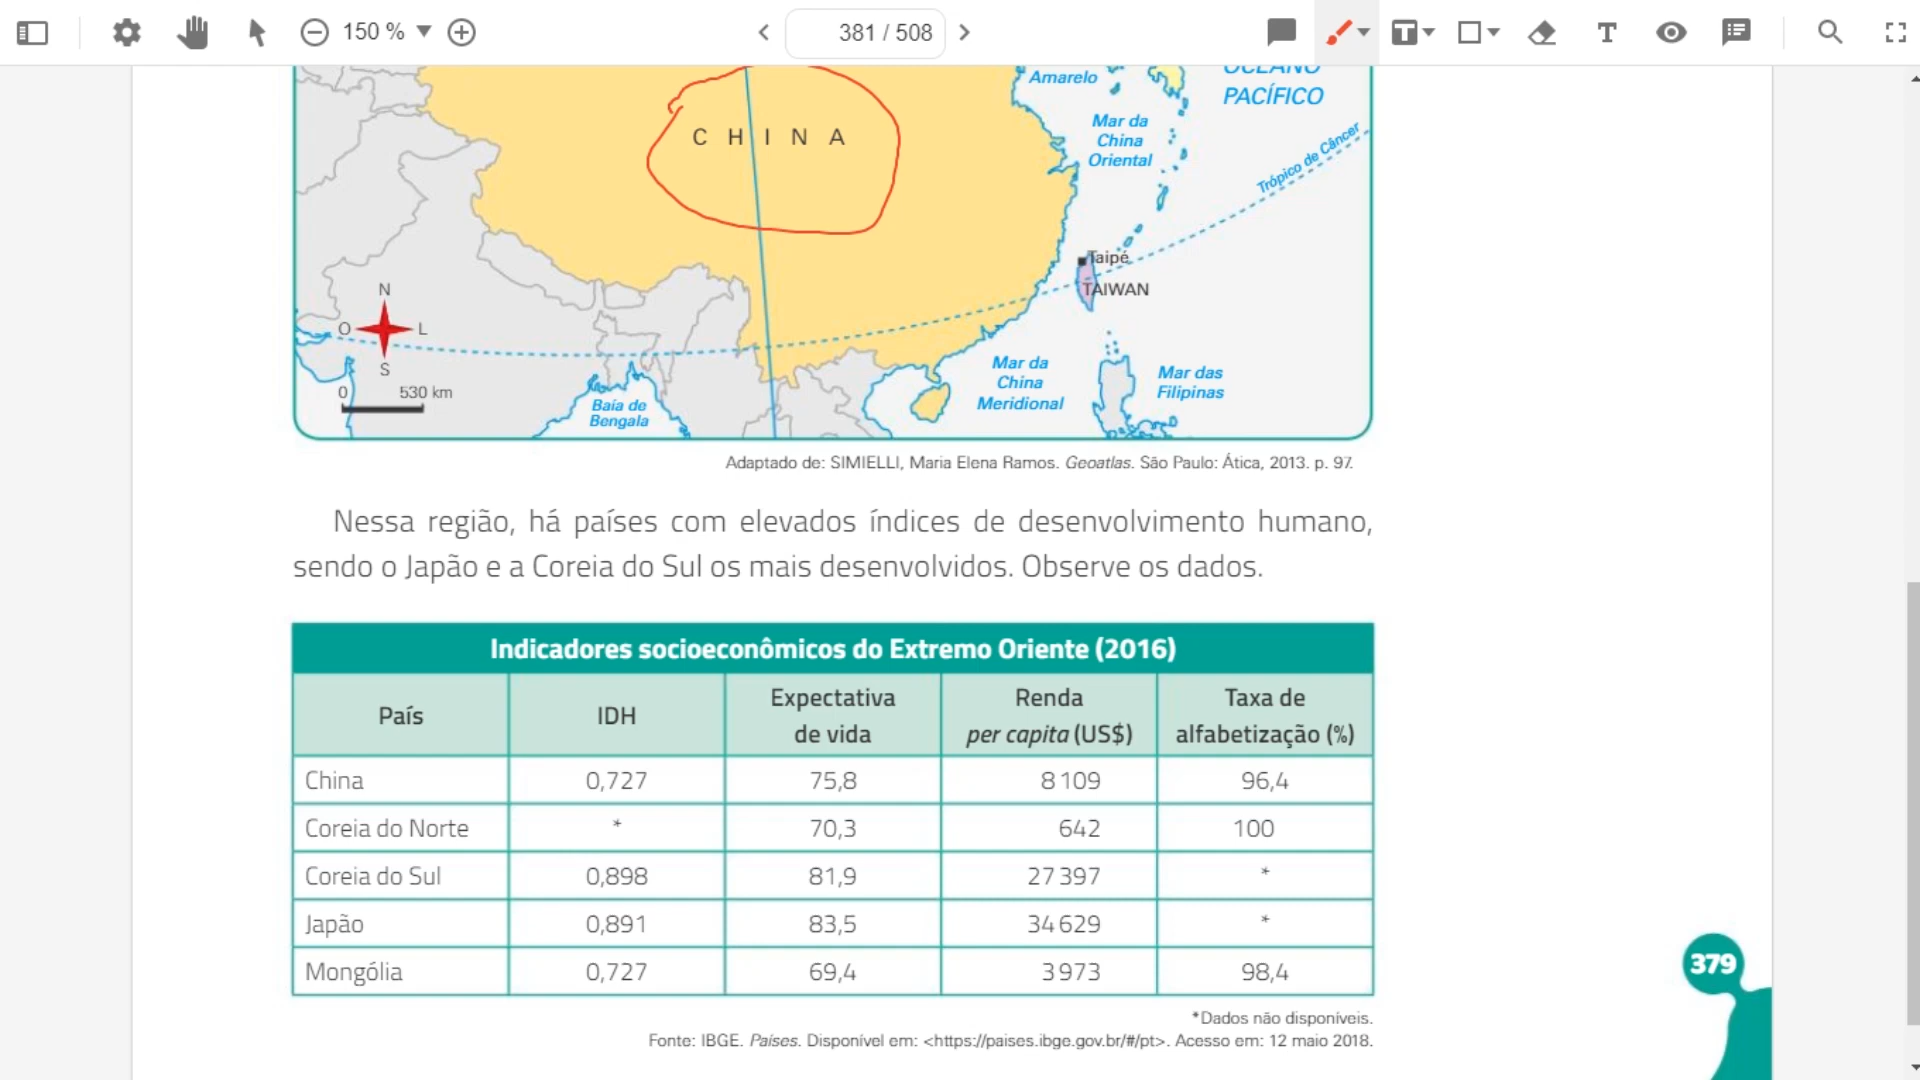 150 %
381 / 508
OCEANO
PACÍFICO
Amarelo
Mar da
China
Oriental
Trópico de Câncer
C H I N A
Taipé
TAIWAN
N
O
L
S
0 530 km
Baía de
Bengala
Mar da
China
Meridional
Mar das
Filipinas
Adaptado de: SIMIELLI, Maria Elena Ramos. Geoatlas. São Paulo: Ática, 2013. p. 97.
Nessa região, há países com elevados índices de desenvolvimento humano,
sendo o Japão e a Coreia do Sul os mais desenvolvidos. Observe os dados.
Indicadores socioeconômicos do Extremo Oriente (2016)
País IDH Expectativa de vida Renda per capita (US$) Taxa de alfabetização (%)
China 0,727 75,8 8 109 96,4
Coreia do Norte * 70,3 642 100
Coreia do Sul 0,898 81,9 27 397 *
Japão 0,891 83,5 34 629 *
Mongólia 0,727 69,4 3 973 98,4
379
*Dados não disponíveis.
Fonte: IBGE. Países. Disponível em: <https://paises.ibge.gov.br/#/pt>. Acesso em: 12 maio 2018.